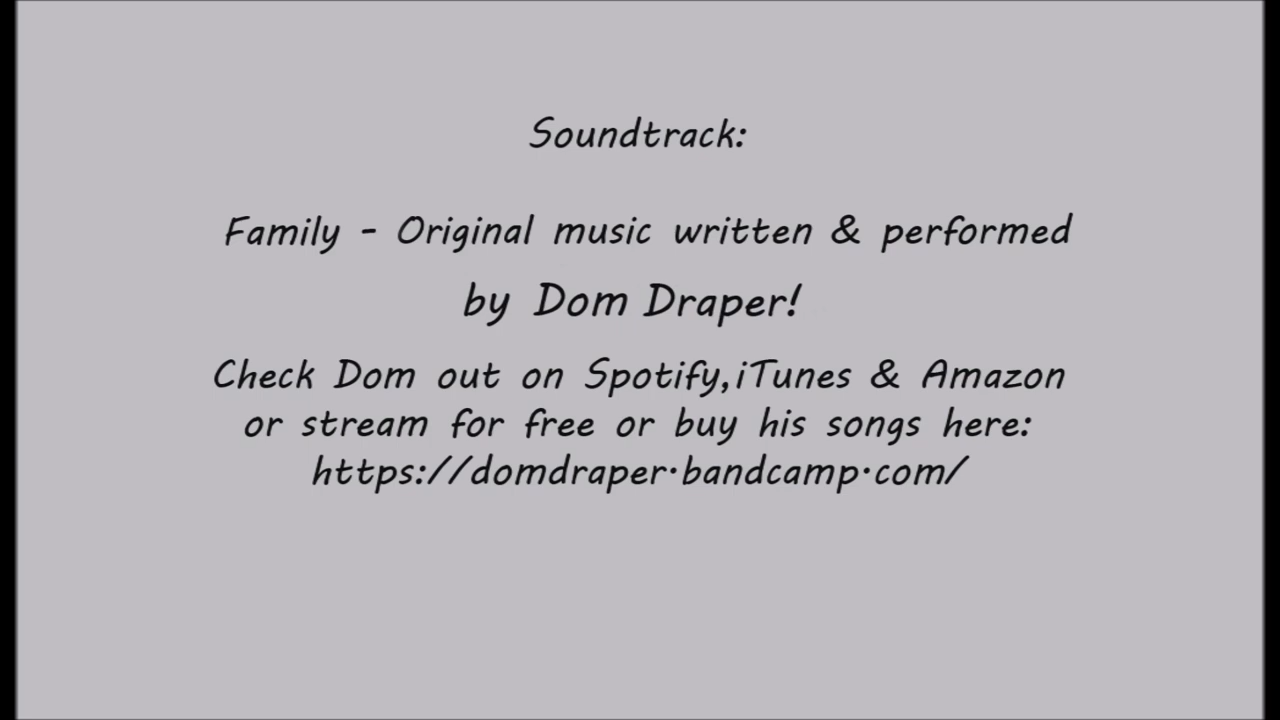 Soundtrack:
Family - Original music written & performed
by Dom Draper!
Check Dom out on Spotify,iTunes & Amazon
or stream for free or buy his songs here:
https://domdraper.bandcamp.com/